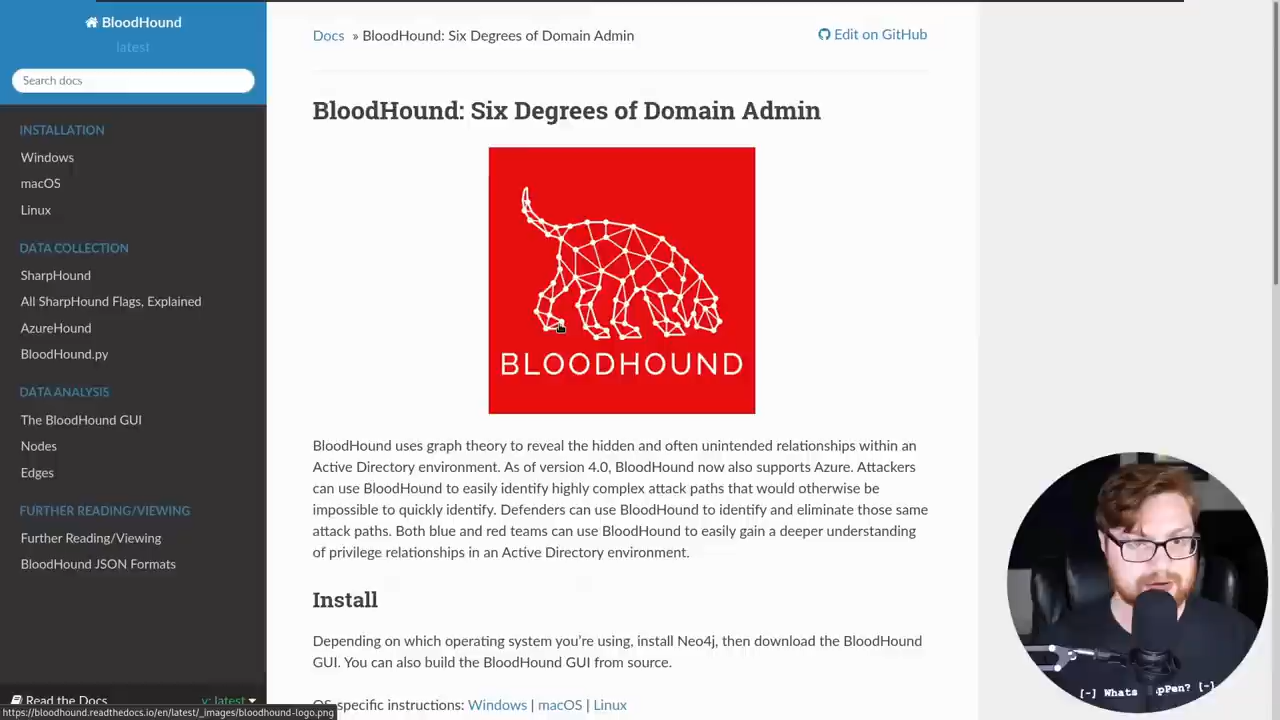 BloodHound
latest
Search docs
INSTALLATION
Windows
macOS
Linux
DATA COLLECTION
SharpHound
All SharpHound Flags, Explained
AzureHound
BloodHound.py
DATA ANALYSIS
The BloodHound GUI
Nodes
Edges
FURTHER READING/VIEWING
Further Reading/Viewing
BloodHound JSON Formats
Read the Docs
v: latest
https://bloodhound.readthedocs.io/en/latest/_images/bloodhound-logo.png
Docs » BloodHound: Six Degrees of Domain Admin
Edit on GitHub
BloodHound: Six Degrees of Domain Admin
BLOODHOUND
BloodHound uses graph theory to reveal the hidden and often unintended relationships within an
Active Directory environment. As of version 4.0, BloodHound now also supports Azure. Attackers
can use BloodHound to easily identify highly complex attack paths that would otherwise be
impossible to quickly identify. Defenders can use BloodHound to identify and eliminate those same
attack paths. Both blue and red teams can use BloodHound to easily gain a deeper understanding
of privilege relationships in an Active Directory environment.
Install
Depending on which operating system you're using, install Neo4j, then download the BloodHound
GUI. You can also build the BloodHound GUI from source.
specific instructions: Windows | macOS | Linux
[-] Whats pPen? [-]